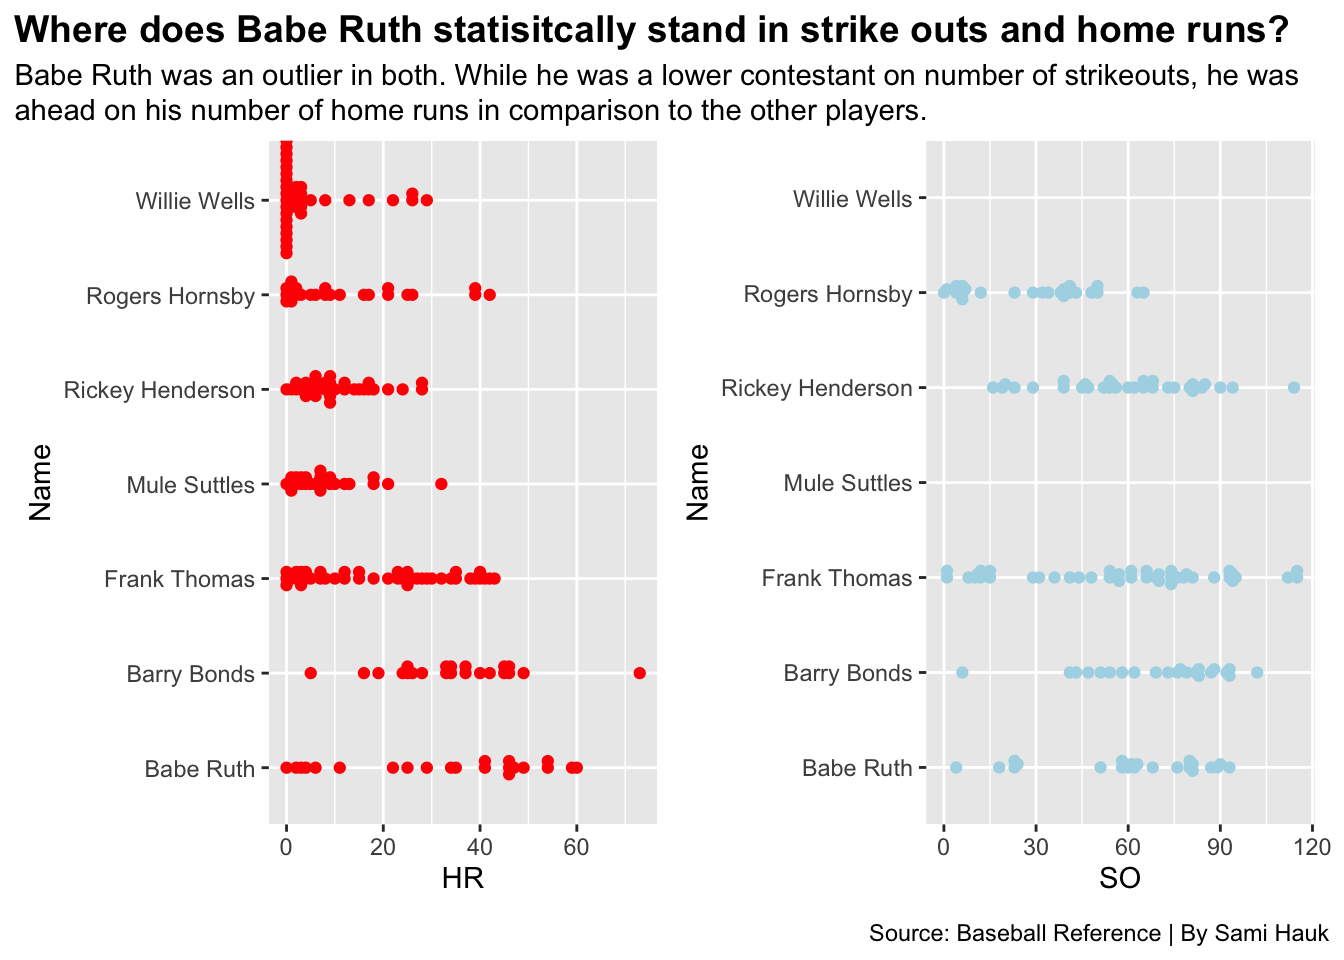 Where does Babe Ruth statisitcally stand in strike outs and home runs?
Babe Ruth was an outlier in both. While he was a lower contestant on number of strikeouts, he was
ahead on his number of home runs in comparison to the other players.
Name
Willie Wells
Rogers Hornsby
Rickey Henderson
Mule Suttles
Frank Thomas
Barry Bonds
Babe Ruth
0 20 40 60
HR
Name
Willie Wells
Rogers Hornsby
Rickey Henderson
Mule Suttles
Frank Thomas
Barry Bonds
Babe Ruth
0 30 60 90 120
SO
Source: Baseball Reference | By Sami Hauk